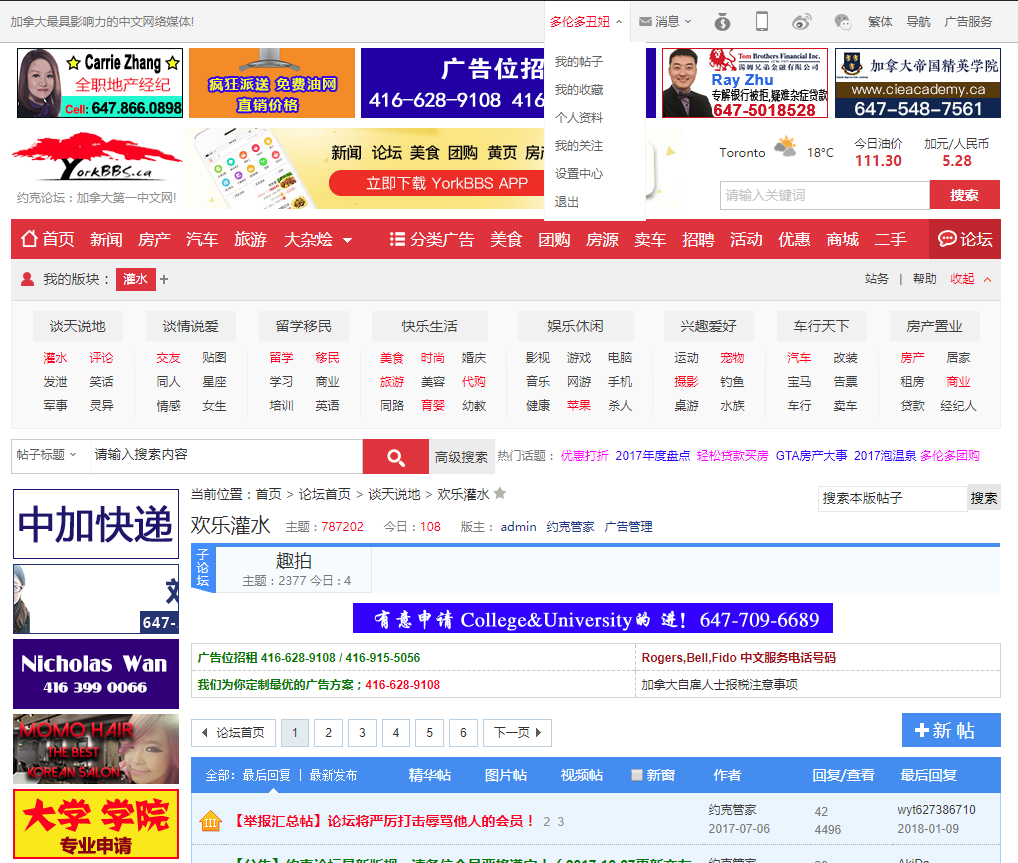 加拿大最具影响力的中文网络媒体!
多伦多丑妞 消息 繁体 导航 广告服务
我的帖子
我的收藏
个人资料
我的关注
设置中心
退出
Carrie Zhang
全职地产经纪
Cell: 647.866.0898
疯狂派送 免费油网
直销价格
广告位招
416-628-9108 416
Tom Brothers Financial Inc.
汤姆兄弟金融有限公司
Ray Zhu
专解银行被拒,疑难杂症贷款
647-5018528
加拿大帝国精英学院
www.cieacademy.ca
647-548-7561
YorkBBS.ca
约克论坛：加拿大第一中文网!
新闻 论坛 美食 团购 黄页 房
立即下载 YorkBBS APP
Toronto 18°C
今日油价 加元/人民币
111.30 5.28
请输入关键词 搜索
首页 新闻 房产 汽车 旅游 大杂烩 分类广告 美食 团购 房源 卖车 招聘 活动 优惠 商城 二手 论坛
我的版块： 灌水 + 站务 | 帮助 收起
谈天说地 谈情说爱 留学移民 快乐生活 娱乐休闲 兴趣爱好 车行天下 房产置业
灌水 评论 交友 贴图 留学 移民 美食 时尚 婚庆 影视 游戏 电脑 运动 宠物 汽车 改装 房产 居家
发泄 笑话 同人 星座 学习 商业 旅游 美容 代购 音乐 网游 手机 摄影 钓鱼 宝马 告票 租房 商业
军事 灵异 情感 女生 培训 英语 同路 育婴 幼教 健康 苹果 杀人 桌游 水族 车行 卖车 贷款 经纪人
帖子标题 请输入搜索内容 高级搜索 热门话题： 优惠打折 2017年度盘点 轻松贷款买房 GTA房产大事 2017泡温泉 多伦多团购
中加快递
647-
Nicholas Wan
416 399 0066
MOMO HAIR
THE BEST
KOREAN SALON
大学 学院
专业申请
当前位置：首页 > 论坛首页 > 谈天说地 > 欢乐灌水
搜索本版帖子 搜索
欢乐灌水 主题：787202 今日：108 版主： admin 约克管家 广告管理
子论坛
趣拍
主题：2377 今日：4
有意申请 College&University的 进! 647-709-6689
广告位招租 416-628-9108 / 416-915-5056
Rogers,Bell,Fido 中文服务电话号码
我们为你定制最优的广告方案；416-628-9108
加拿大自雇人士报税注意事项
论坛首页 1 2 3 4 5 6 下一页
新 帖
全部： 最后回复 | 最新发布 精华帖 图片帖 视频帖 新窗 作者 回复/查看 最后回复
【举报汇总帖】论坛将严厉打击辱骂他人的会员！ 2 3
约克管家 42 wyt627386710
2017-07-06 4496 2018-01-09